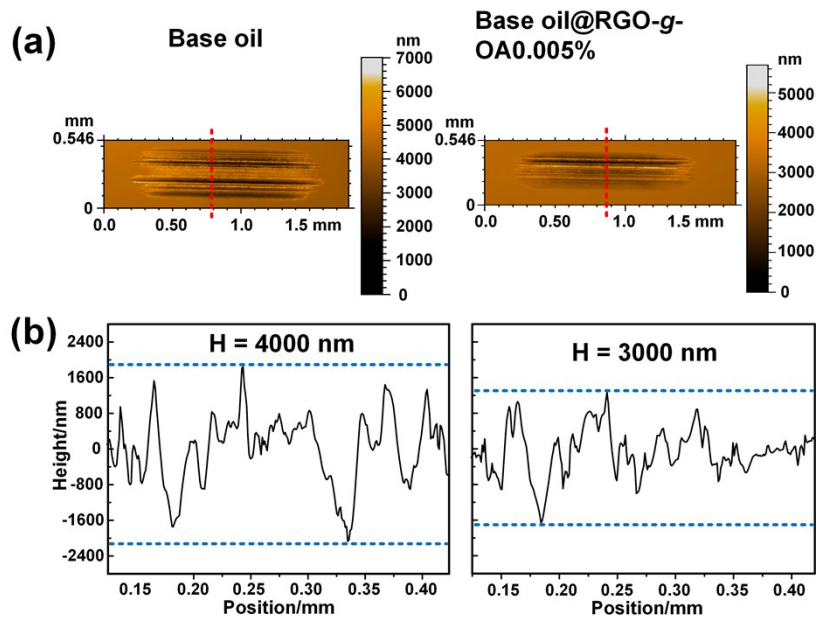 (a)
Base oil
nm
7000
6000
5000
4000
3000
2000
1000
0
mm
0.546
0
0.0 0.50 1.0 1.5 mm
Base oil@RGO-g-
OA0.005%
nm
5000
4000
3000
2000
1000
0
mm
0.546
0
0.0 0.50 1.0 1.5 mm
(b)
H = 4000 nm
2400
1600
800
0
-800
-1600
-2400
Height/nm
0.15 0.20 0.25 0.30 0.35 0.40
Position/mm
H = 3000 nm
0.15 0.20 0.25 0.30 0.35 0.40
Position/mm